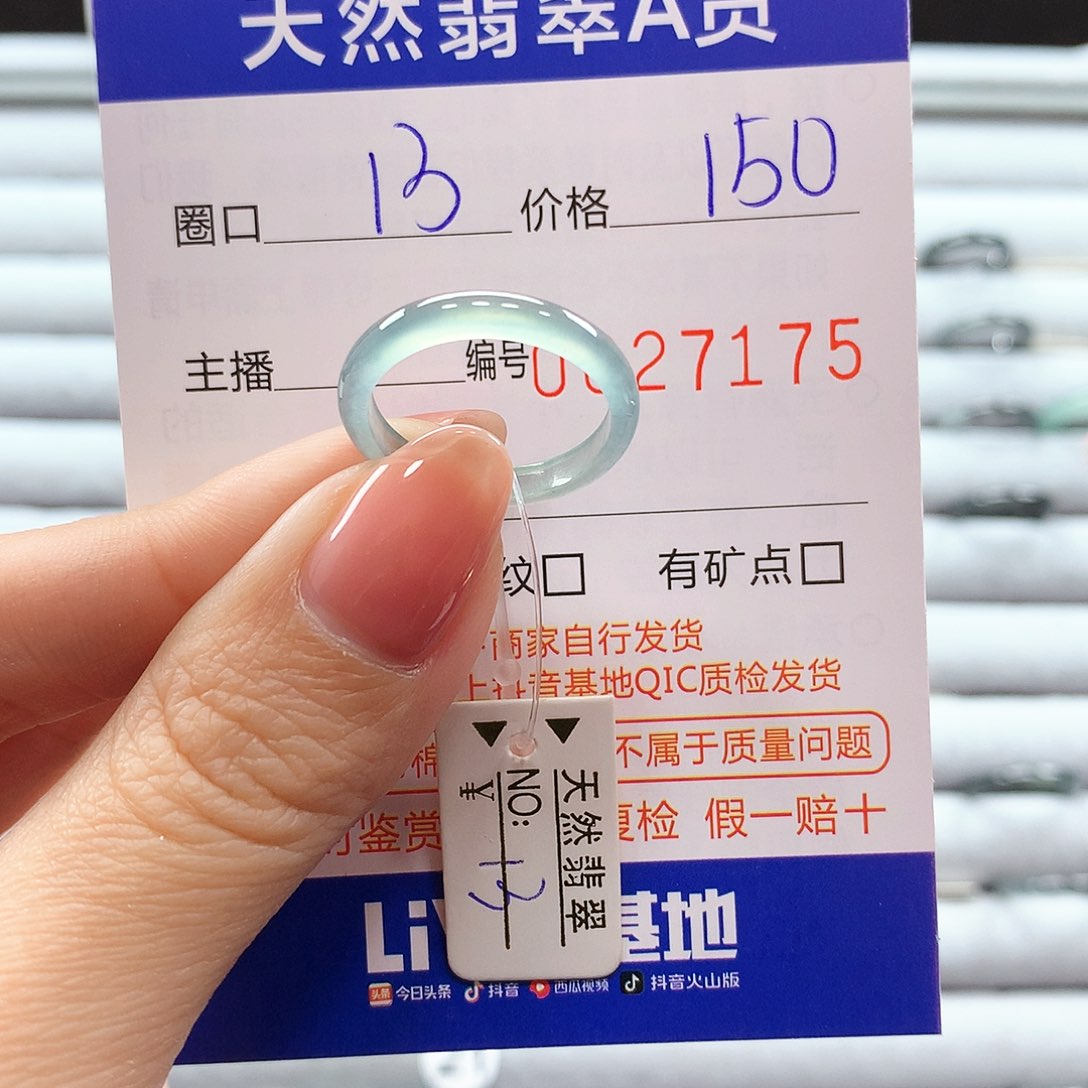 天然翡翠A货
圈口 13 价格 150
主播 编号 27175
纹□ 有矿点□
商家自行发货
抖音基地QIC质检发货
棉 不属于质量问题
鉴赏 复检 假一赔十
天然翡翠
NO:
¥ 13
基地
头条 今日头条 抖音 西瓜视频 抖音火山版